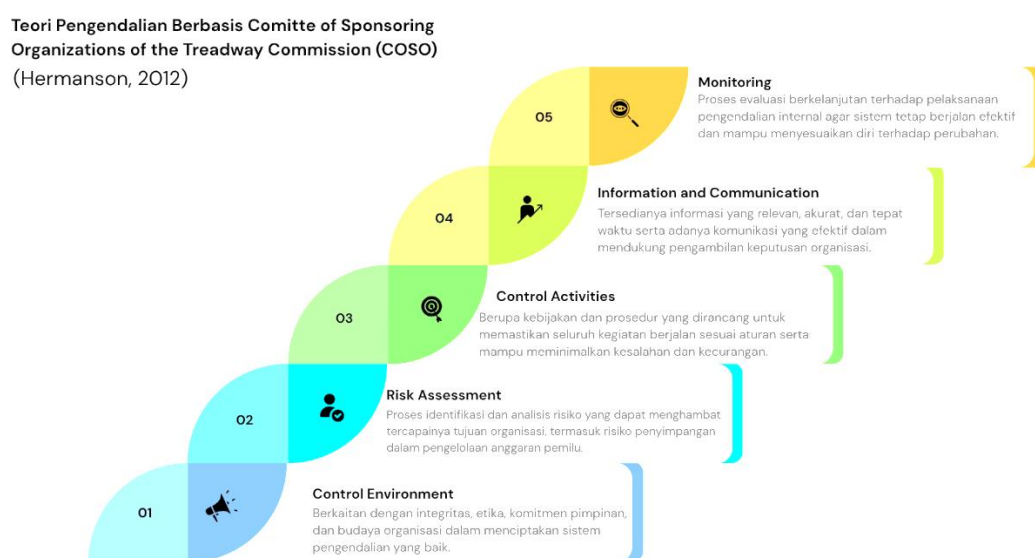 Teori Pengendalian Berbasis Comitte of Sponsoring
Organizations of the Treadway Commission (COSO)
(Hermanson, 2012)
05
Monitoring
Proses evaluasi berkelanjutan terhadap pelaksanaan
pengendalian internal agar sistem tetap berjalan efektif
dan mampu menyesuaikan diri terhadap perubahan.
04
Information and Communication
Tersedianya informasi yang relevan, akurat, dan tepat
waktu serta adanya komunikasi yang efektif dalam
mendukung pengambilan keputusan organisasi.
03
Control Activities
Berupa kebijakan dan prosedur yang dirancang untuk
memastikan seluruh kegiatan berjalan sesuai aturan serta
mampu meminimalkan kesalahan dan kecurangan.
02
Risk Assessment
Proses identifikasi dan analisis risiko yang dapat menghambat
tercapainya tujuan organisasi, termasuk risiko penyimpangan
dalam pengelolaan anggaran pemilu.
01
Control Environment
Berkaitan dengan integritas, etika, komitmen pimpinan,
dan budaya organisasi dalam menciptakan sistem
pengendalian yang baik.